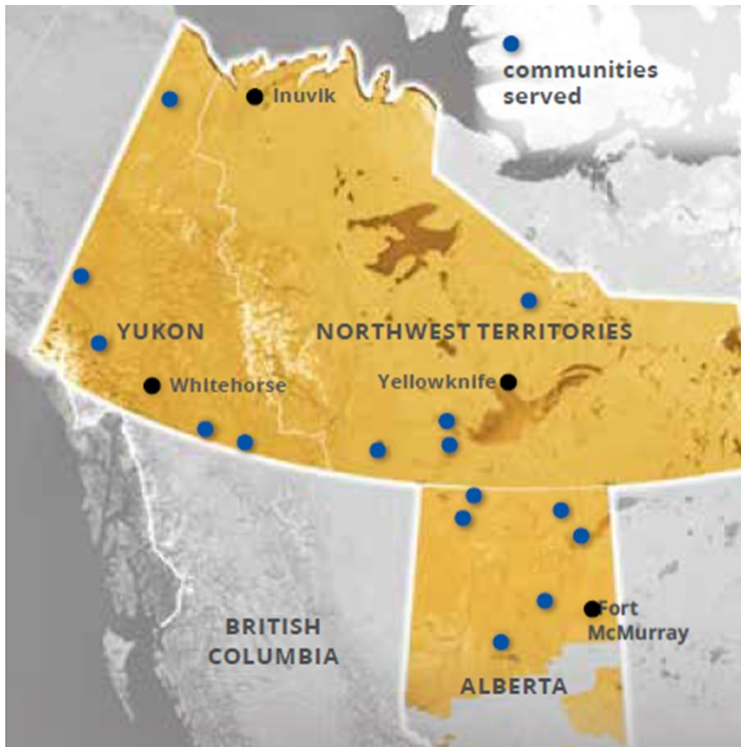 communities
served
Inuvik
YUKON
NORTHWEST TERRITORIES
Whitehorse
Yellowknife
Fort
McMurray
BRITISH
COLUMBIA
ALBERTA